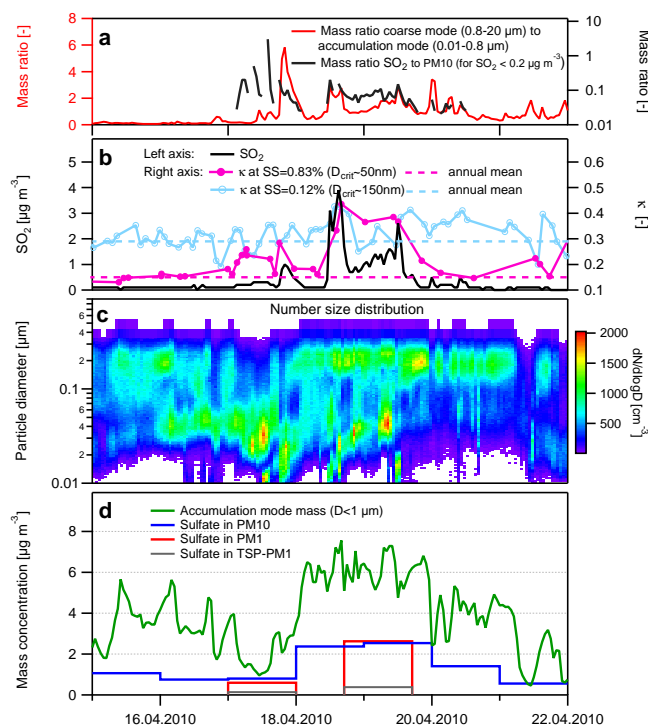 a
Mass ratio coarse mode (0.8-20 μm) to
accumulation mode (0.01-0.8 μm)
Mass ratio SO2 to PM10 (for SO2 < 0.2 μg m-3)
Mass ratio [-]
8
6
4
2
0
Mass ratio [-]
10
1
0.1
0.01
b
Left axis: SO2
Right axis: κ at SS=0.83% (Dcrit~50nm) annual mean
κ at SS=0.12% (Dcrit~150nm) annual mean
SO2 [μg m-3]
5
4
3
2
1
0
κ [-]
0.6
0.5
0.4
0.3
0.2
0.1
c
Number size distribution
Particle diameter [μm]
6
4
2
0.1
6
4
2
0.01
2000
1500
1000
500
0
dN/dlogD [cm-3]
d
Accumulation mode mass (D<1 μm)
Sulfate in PM10
Sulfate in PM1
Sulfate in TSP-PM1
Mass concentration [μg m-3]
8
6
4
2
0
16.04.2010 18.04.2010 20.04.2010 22.04.2010